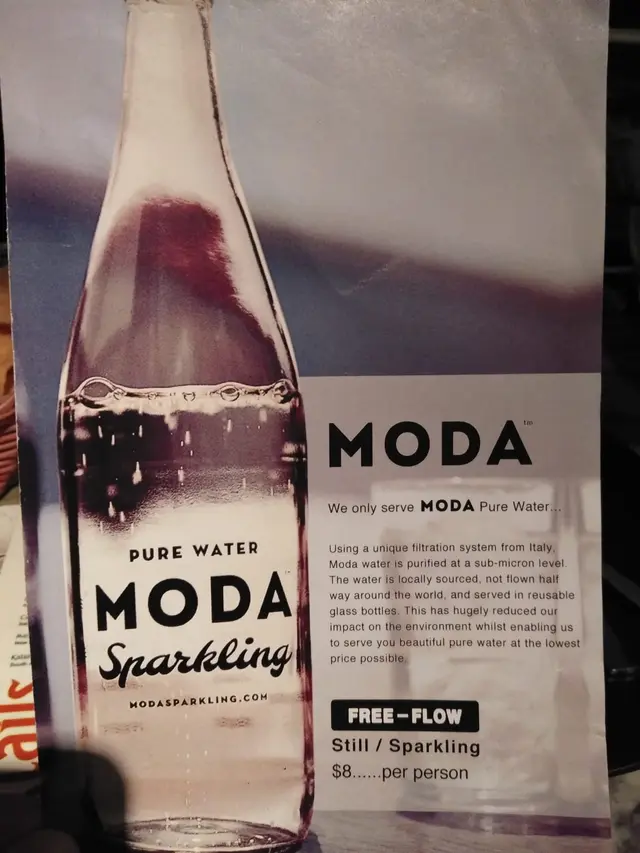 PURE WATER
MODA
Sparkling
MODASPARKLING.COM
MODA™
We only serve MODA Pure Water...
Using a unique filtration system from Italy,
Moda water is purified at a sub-micron level.
The water is locally sourced, not flown half
way around the world, and served in reusable
glass bottles. This has hugely reduced our
impact on the environment whilst enabling us
to serve you beautiful pure water at the lowest
price possible.
FREE-FLOW
Still / Sparkling
$8......per person
ails